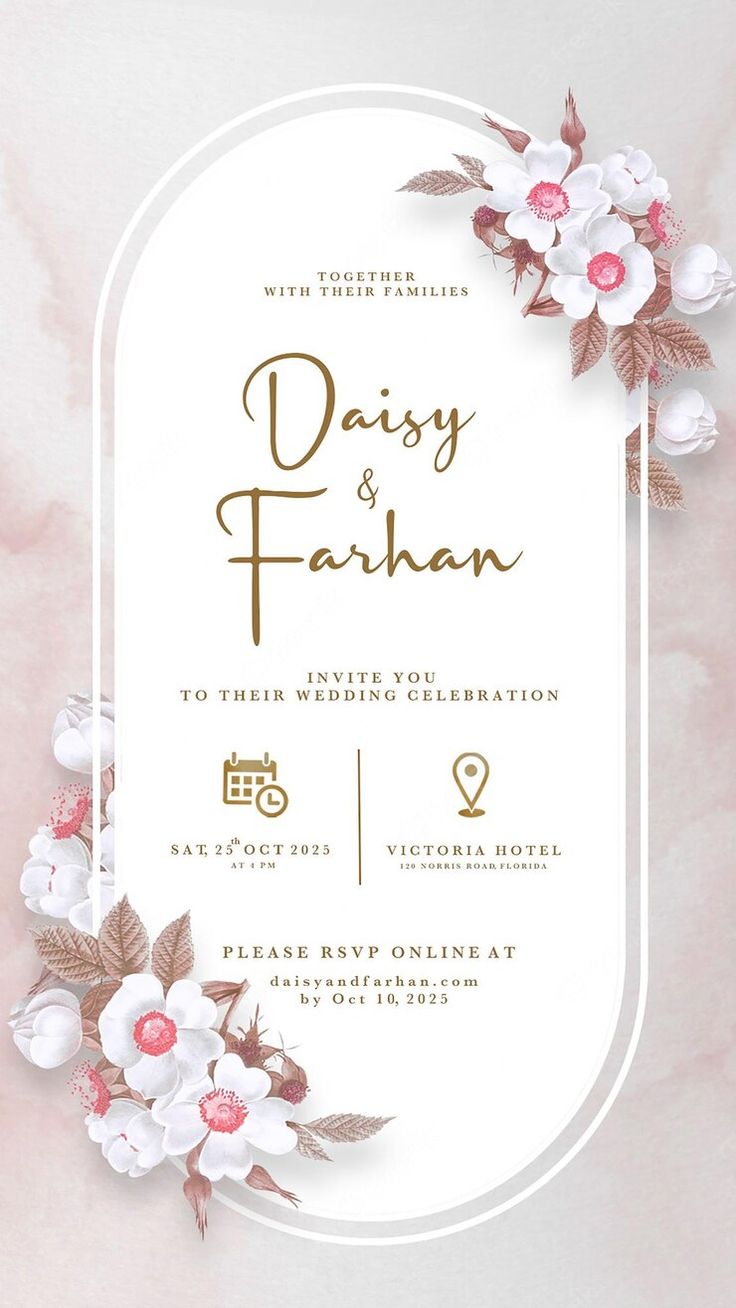 TOGETHER
WITH THEIR FAMILIES
Daisy
&
Farhan
INVITE YOU
TO THEIR WEDDING CELEBRATION
SAT, 25th OCT 2025
AT 4 PM
VICTORIA HOTEL
120 NORRIS ROAD, FLORIDA
PLEASE RSVP ONLINE AT
daisyandfarhan.com
by Oct 10, 2025